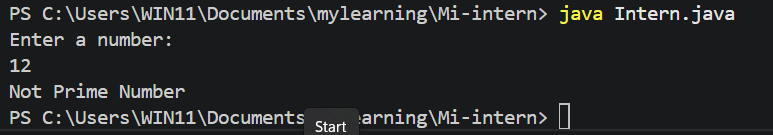 PS C:\Users\WIN11\Documents\mylearning\Mi-intern> java Intern.java
Enter a number:
12
Not Prime Number
PS C:\Users\WIN11\Documents learning\Mi-intern>
Start